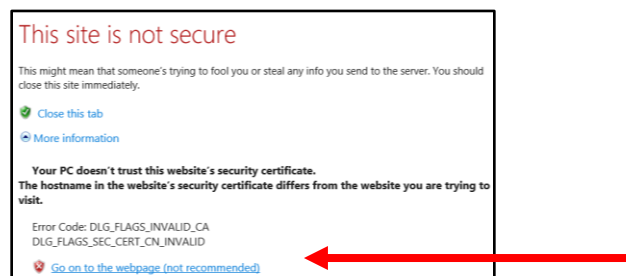 This site is not secure
This might mean that someone's trying to fool you or steal any info you send to the server. You should
close this site immediately.
Close this tab
More information
Your PC doesn't trust this website's security certificate.
The hostname in the website's security certificate differs from the website you are trying to
visit.
Error Code: DLG_FLAGS_INVALID_CA
DLG_FLAGS_SEC_CERT_CN_INVALID
Go on to the webpage (not recommended)